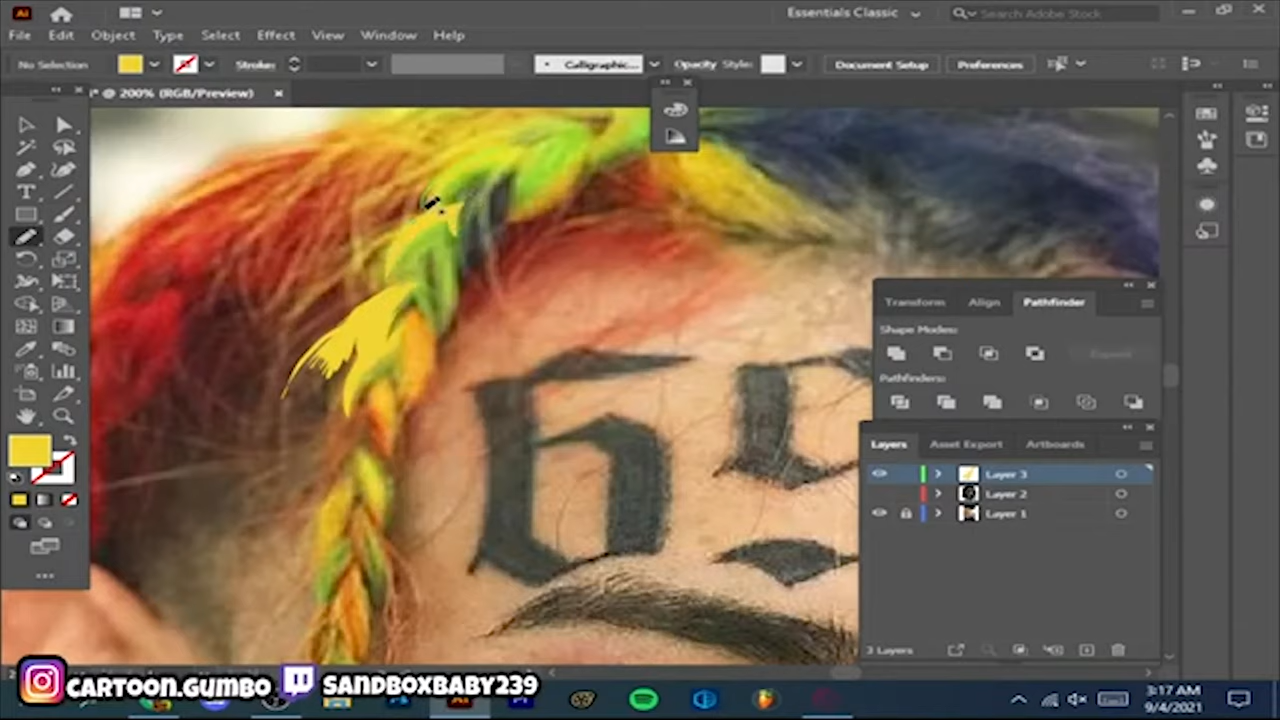 Essentials Classic
Search Adobe Stock
File Edit Object Type Select Effect View Window Help
No Selection
Stroke:
Calligraphic...
Opacity
Style:
Document Setup
Preferences
* @ 200% (RGB/Preview)
Transform Align Pathfinder
Shape Modes:
Expand
Pathfinders:
Layers Asset Export Artboards
Layer 3
Layer 2
Layer 1
3 Layers
CARTOON.GUMBO SANDBOXBABY239
3:17 AM
9/4/2021